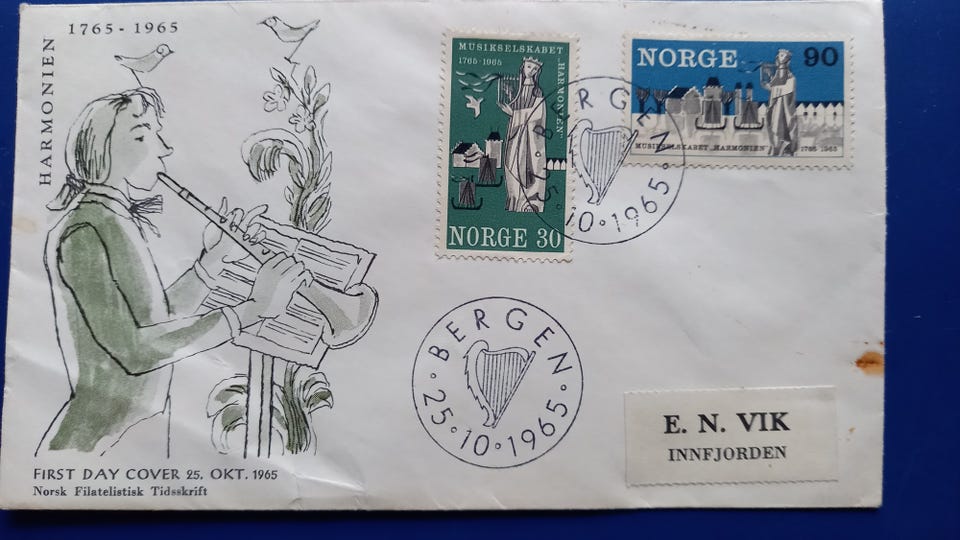 1765 - 1965
HARMONIEN
MUSIKSELSKABET
1765 · 1965
„HARMONIEN”
NORGE 30
NORGE 90
MUSIKSELSKABET „HARMONIEN”
1765 1965
BERGEN
25 · 10 · 1965
BERGEN
25 · 10 · 1965
E. N. VIK
INNFJORDEN
FIRST DAY COVER 25. OKT. 1965
Norsk Filatelistisk Tidsskrift